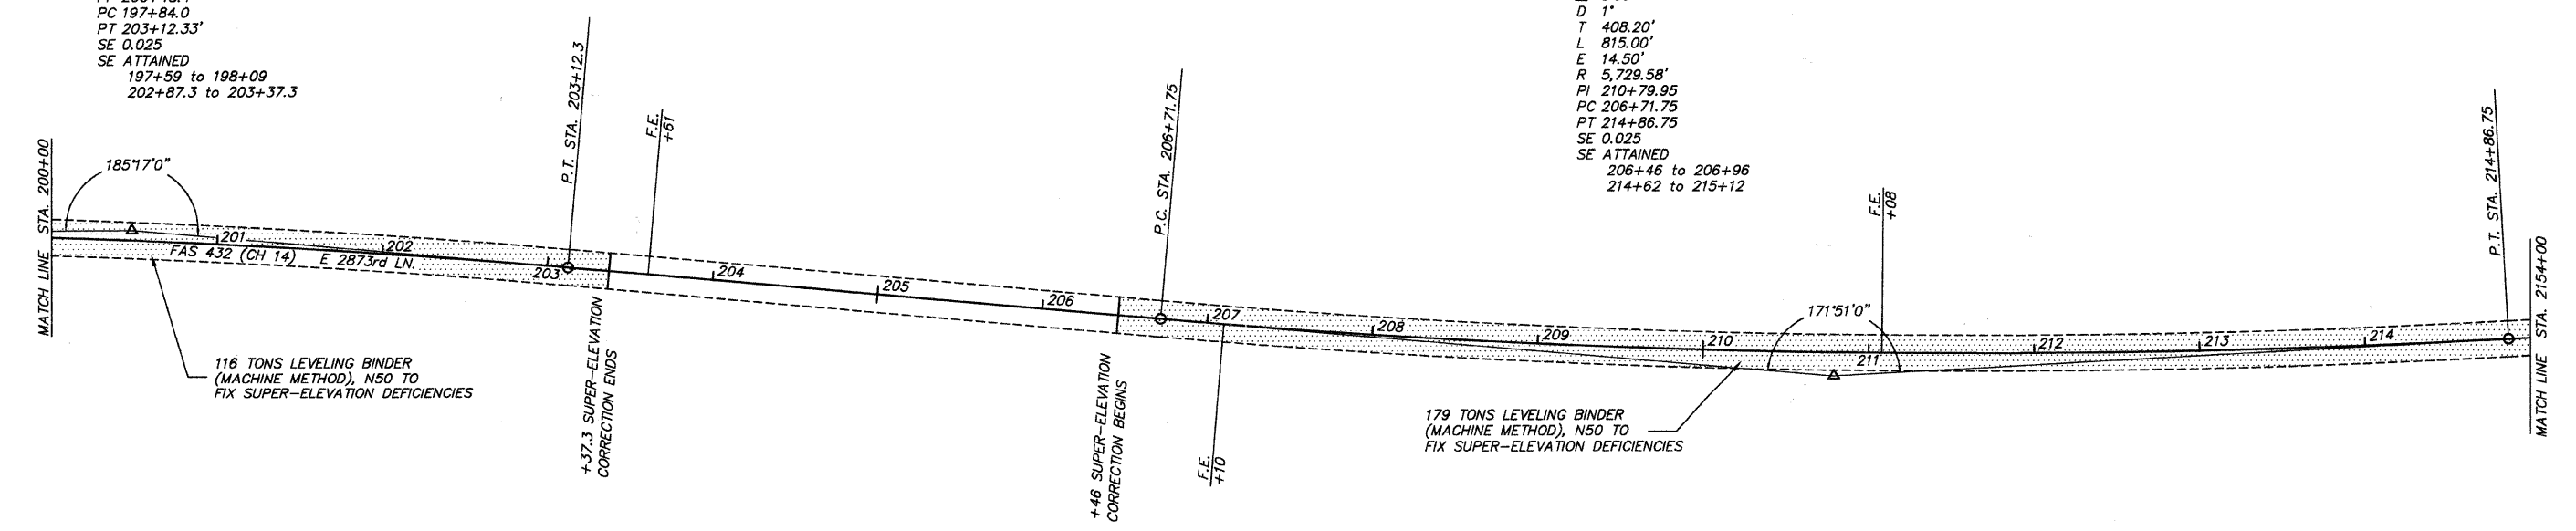 PC 197+84.0
PT 203+12.33'
SE 0.025
SE ATTAINED
197+59 to 198+09
202+87.3 to 203+37.3
D 1°
T 408.20'
L 815.00'
E 14.50'
R 5,729.58'
PI 210+79.95
PC 206+71.75
PT 214+86.75
SE 0.025
SE ATTAINED
206+46 to 206+96
214+62 to 215+12
MATCH LINE STA. 200+00
185°17'0"
P.T. STA. 203+12.3
F.E.
+61
P.C. STA. 206+71.75
F.E.
+08
P.T. STA. 214+86.75
MATCH LINE STA. 2154+00
201
202
203
204
205
206
207
208
209
210
211
212
213
214
FAS 432 (CH 14) E 2873rd LN.
171°51'0"
116 TONS LEVELING BINDER
(MACHINE METHOD), N50 TO
FIX SUPER-ELEVATION DEFICIENCIES
+37.3 SUPER-ELEVATION
CORRECTION ENDS
+46 SUPER-ELEVATION
CORRECTION BEGINS
F.E.
+10
179 TONS LEVELING BINDER
(MACHINE METHOD), N50 TO
FIX SUPER-ELEVATION DEFICIENCIES